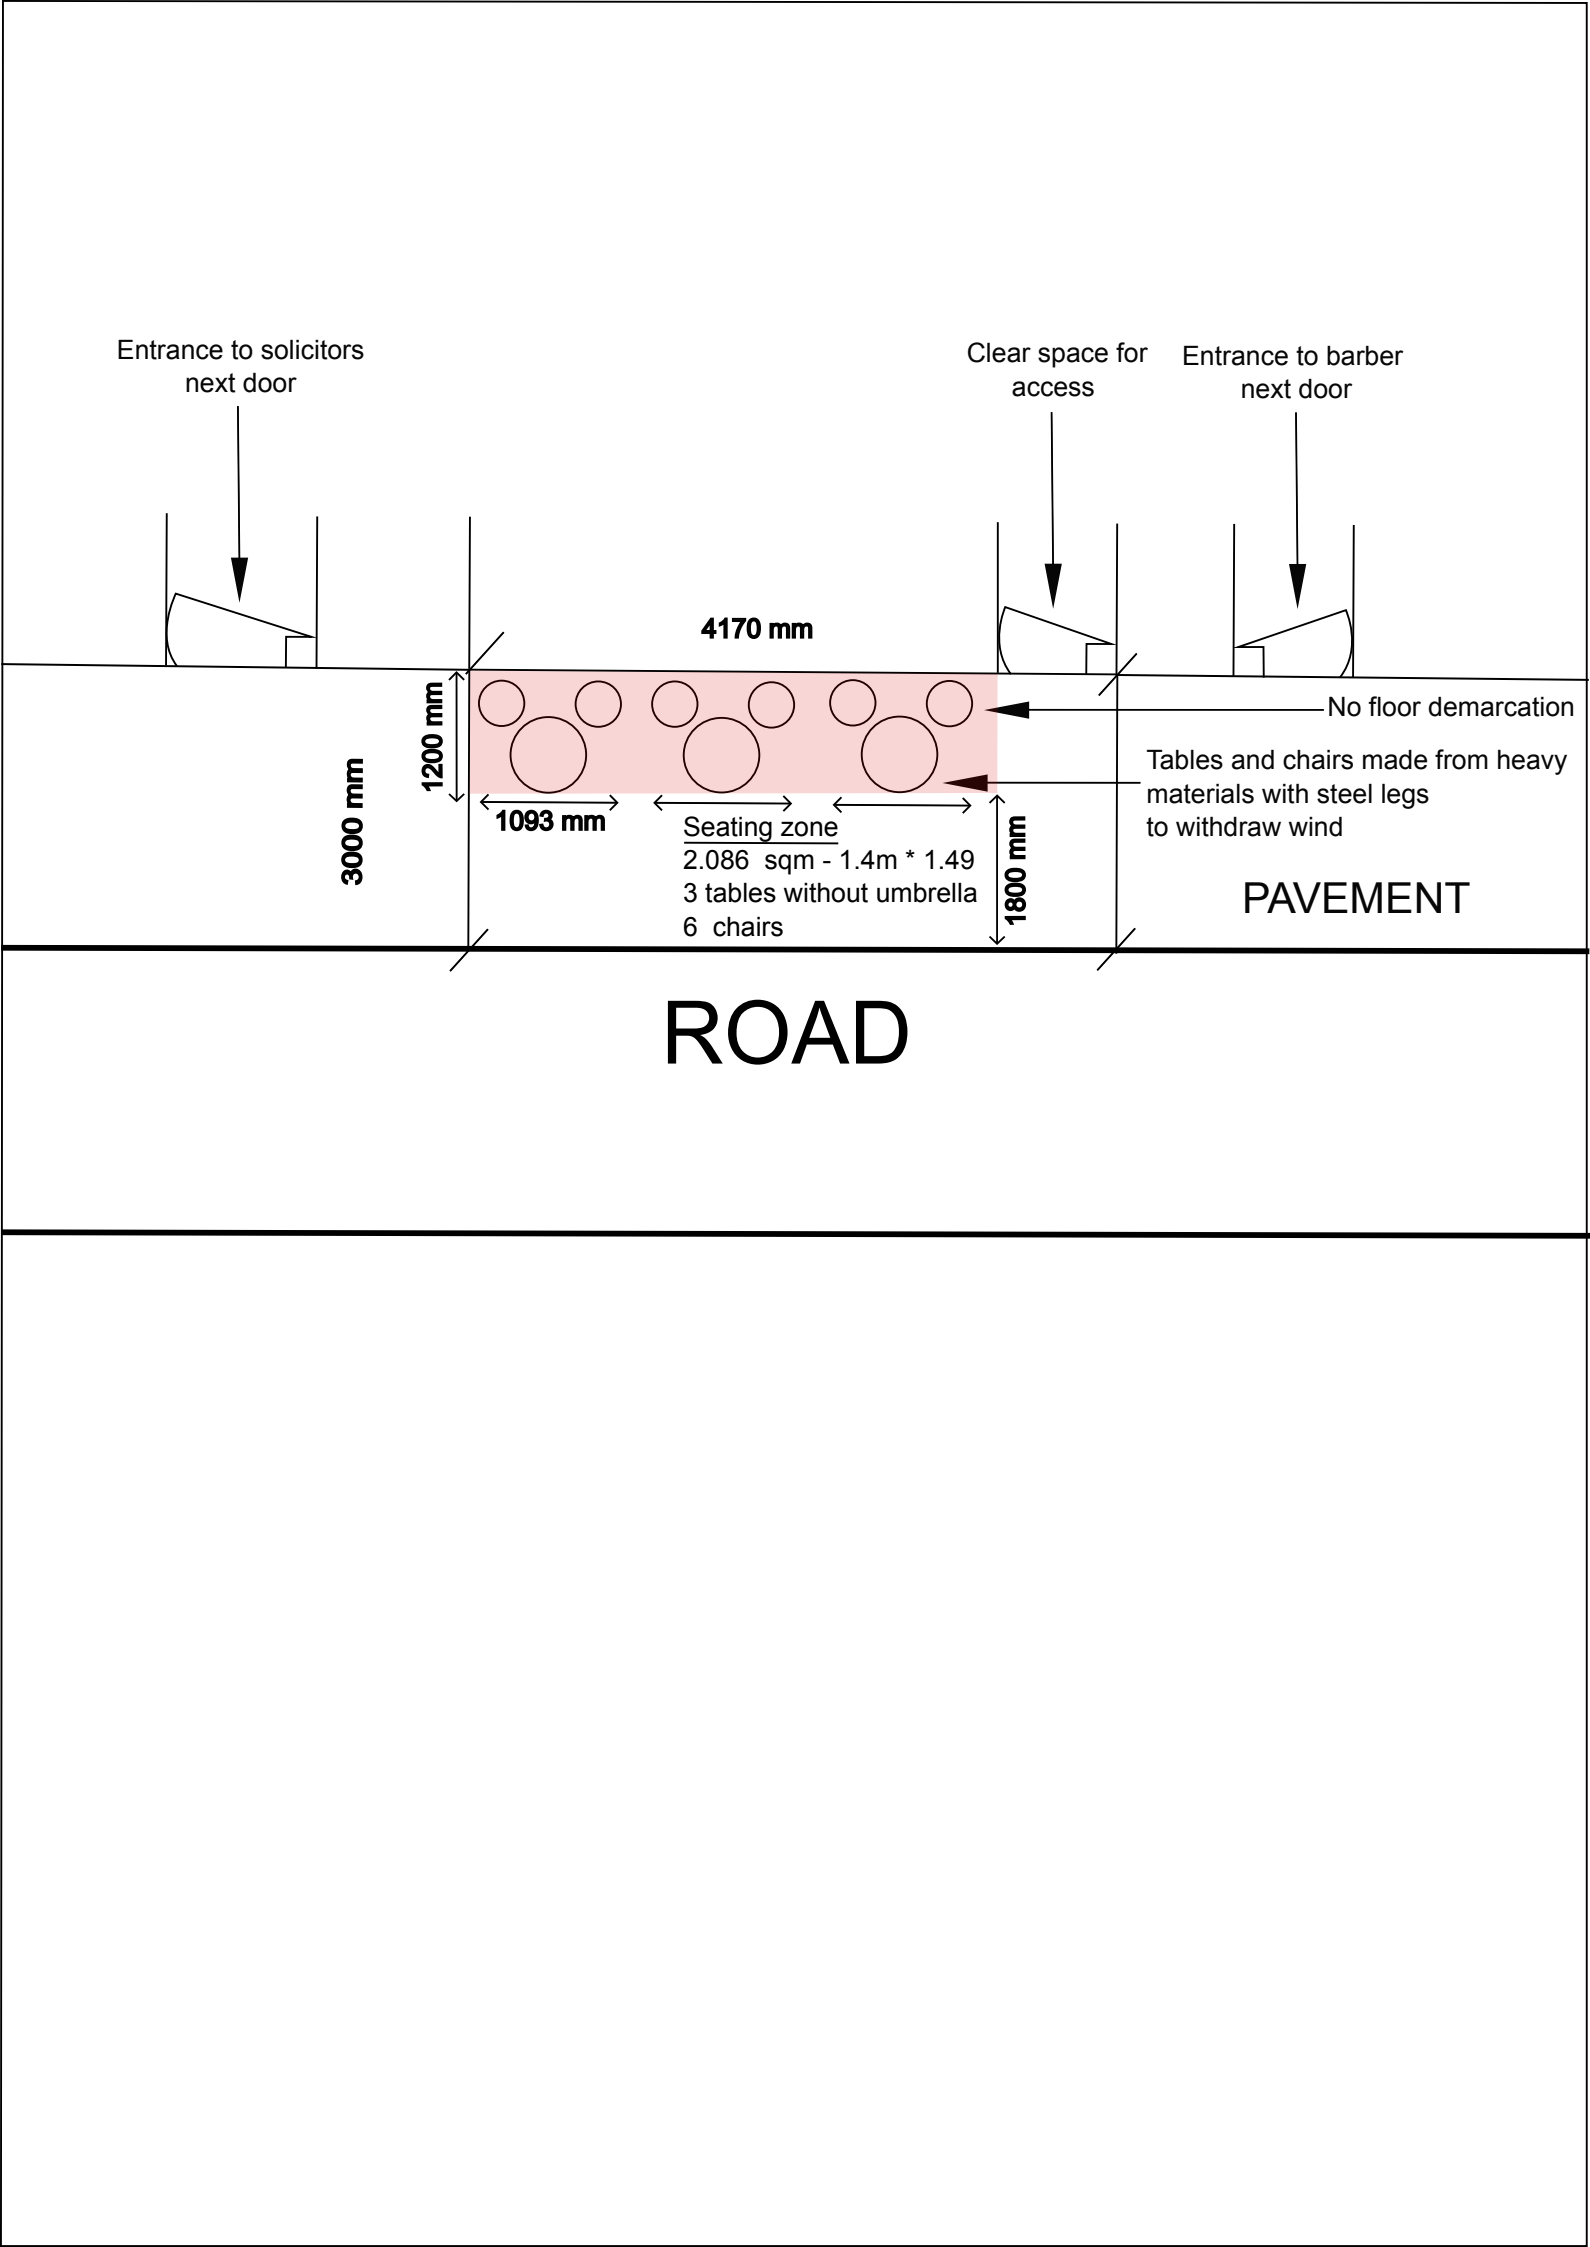 Entrance to solicitors
next door
Clear space for
access
Entrance to barber
next door
4170 mm
1200 mm
3000 mm
1093 mm
No floor demarcation
Tables and chairs made from heavy
materials with steel legs
to withdraw wind
Seating zone
2.086 sqm - 1.4m * 1.49
3 tables without umbrella
6 chairs
1800 mm
PAVEMENT
ROAD